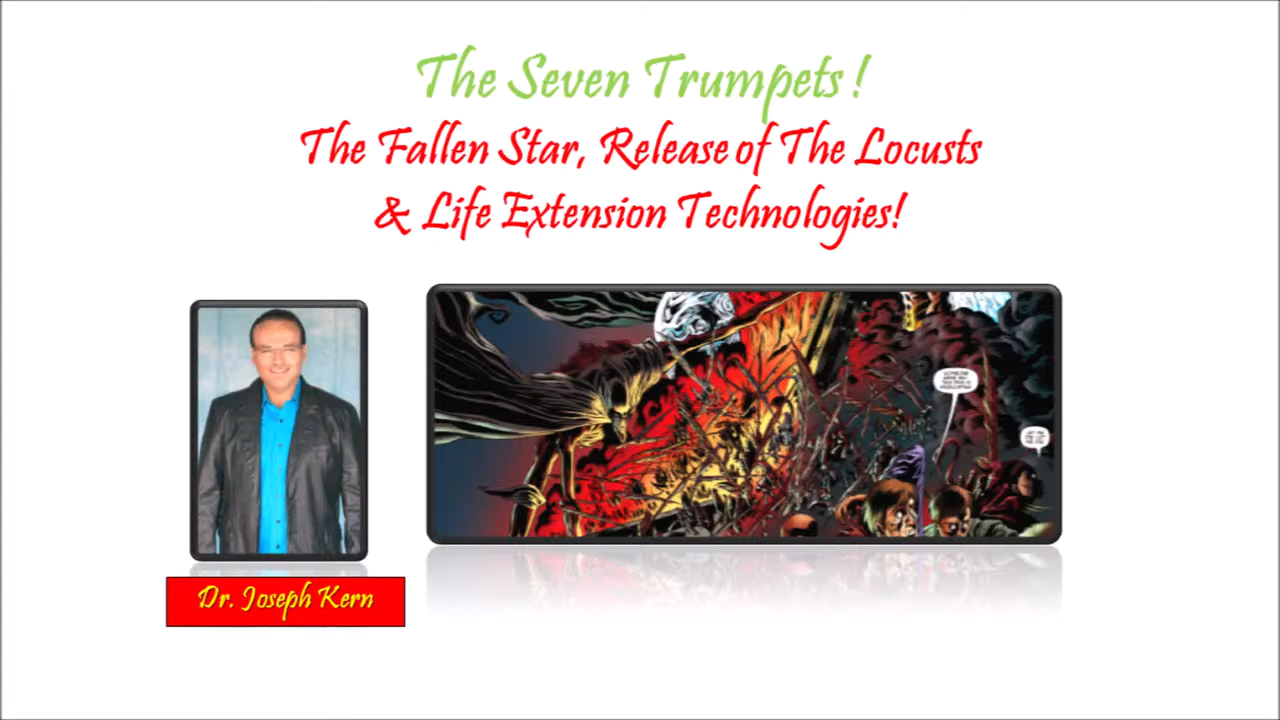 The Seven Trumpets !
The Fallen Star, Release of The Locusts
& Life Extension Technologies!
Dr. Joseph Kern